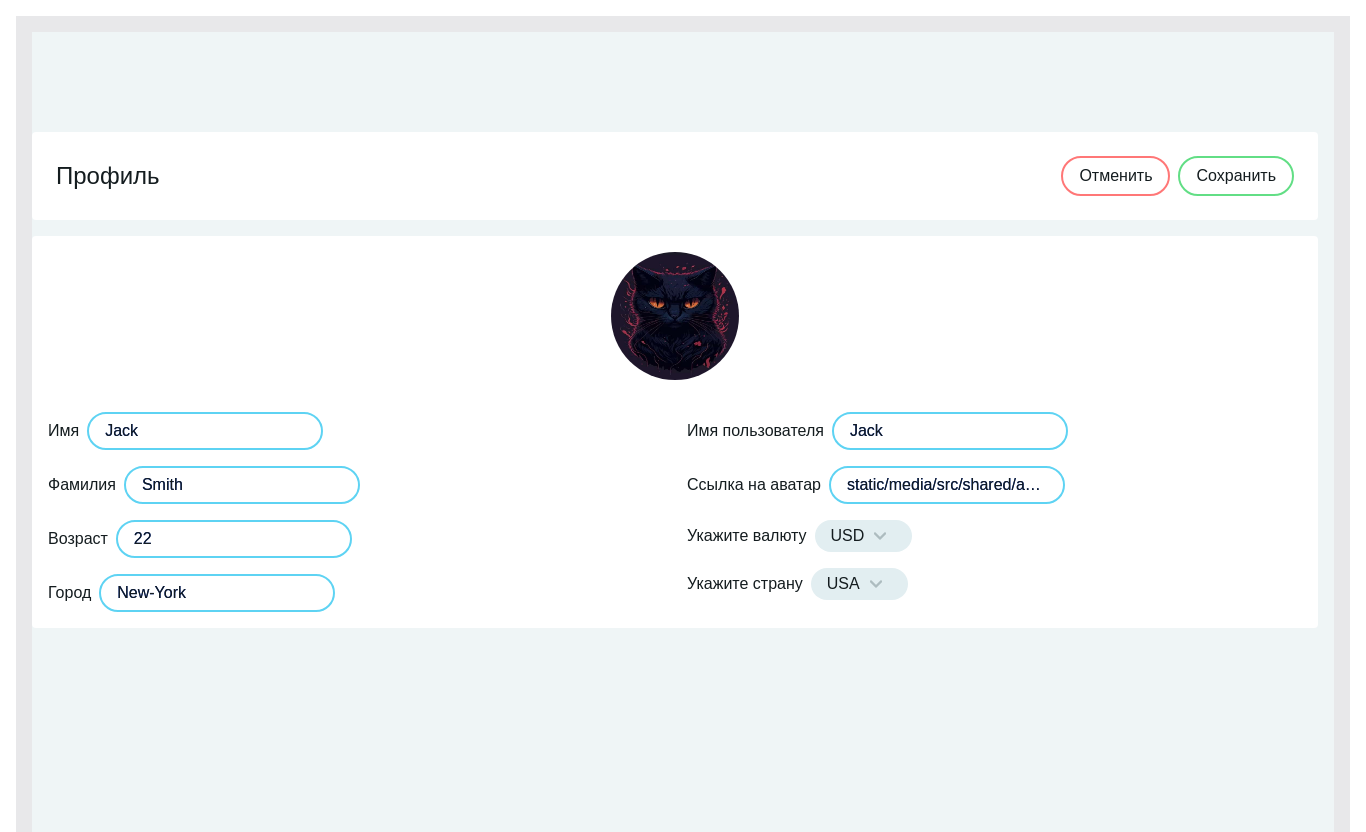 Профиль
Отменить
Сохранить
Имя
Jack
Фамилия
Smith
Возраст
22
Город
New-York
Имя пользователя
Jack
Ссылка на аватар
static/media/src/shared/a…
Укажите валюту
USD
Укажите страну
USA